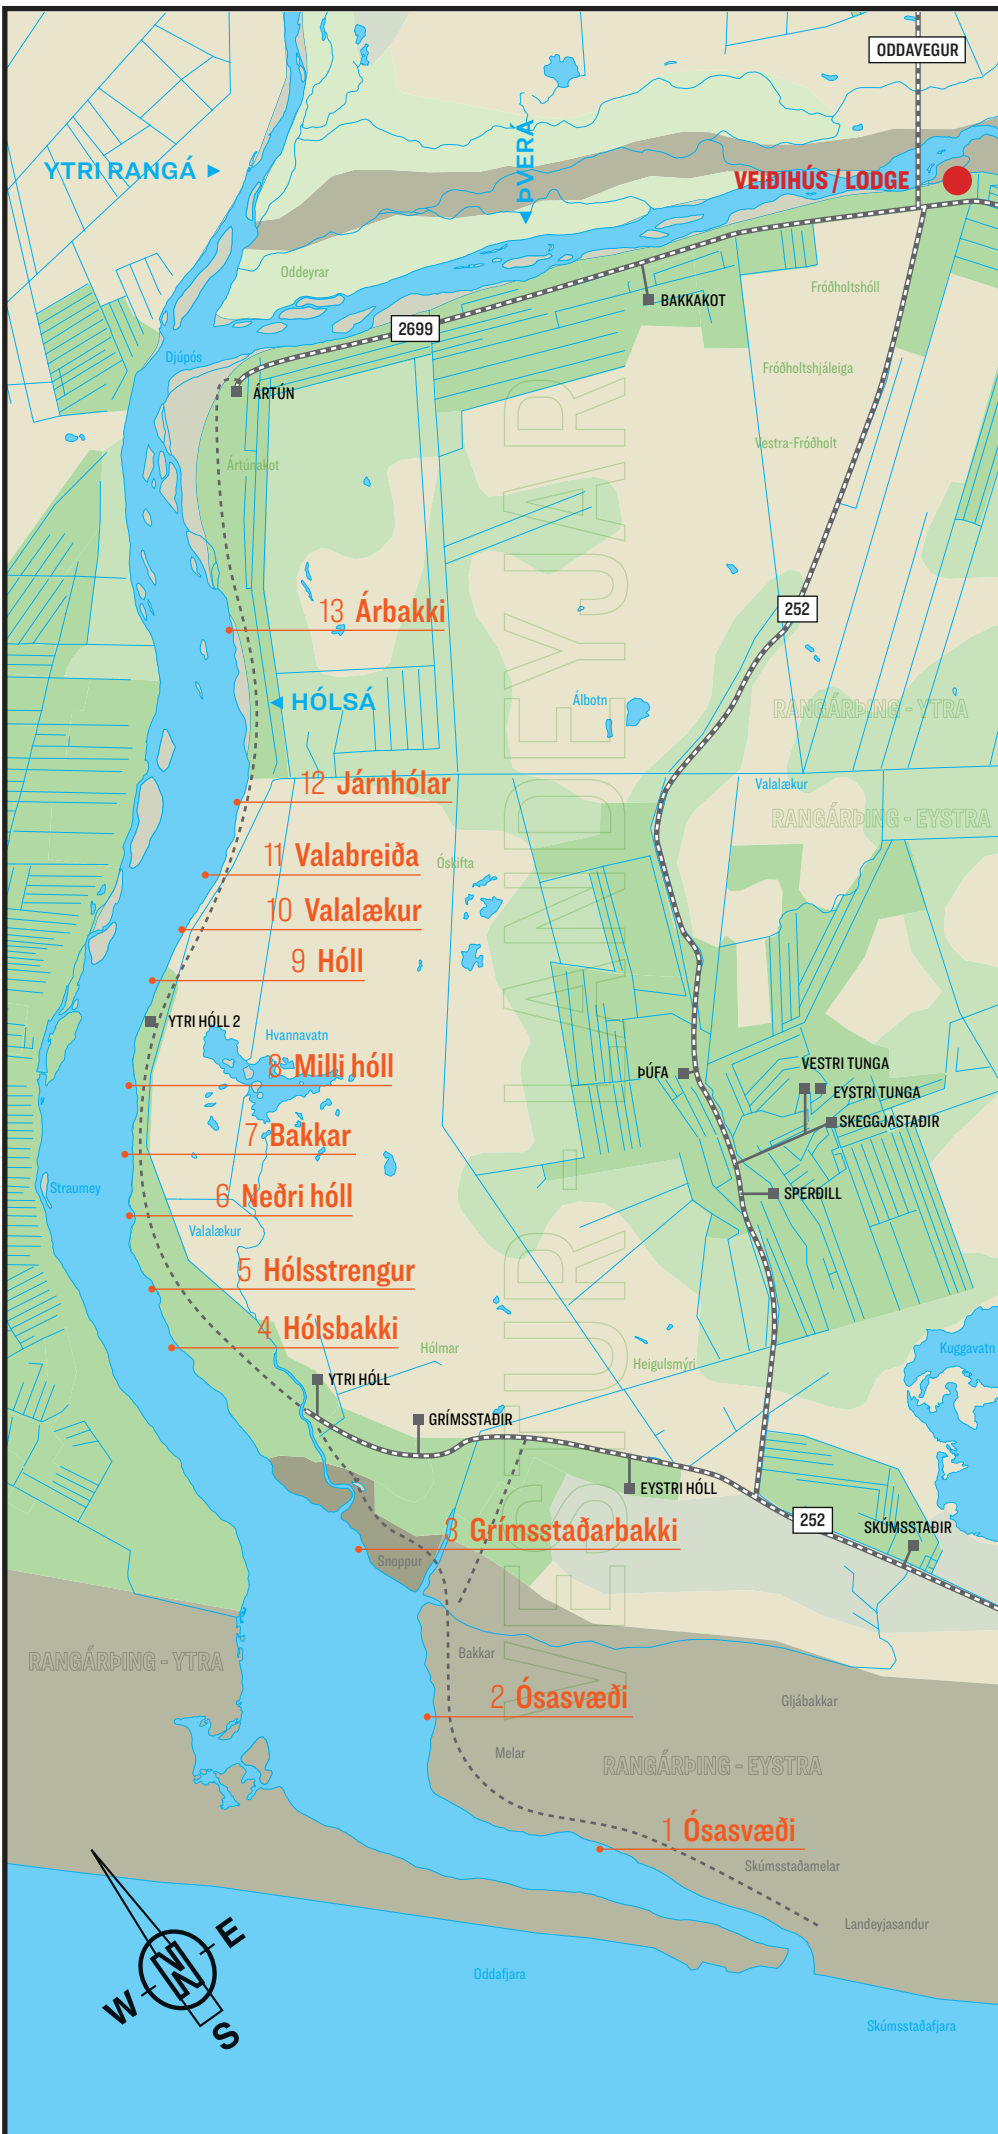 ODDAVEGUR
YTRI RANGÁ
ÞVERÁ
VEIÐIHÚS / LODGE
Oddeyrar
Fróðholtshóll
BAKKAKOT
2699
Djúpós
Fróðholtshjáleiga
ÁRTÚN
Vestra-Fróðholt
Ártúnakot
VESTUR - LANDEYJAR
252
13 Árbakki
HÓLSÁ
Álbotn
RANGÁRÞING - YTRA
12 Járnhólar
Valalækur
RANGÁRÞING - EYSTRA
11 Valabreiða
Óskifta
10 Valalækur
9 Hóll
YTRI HÓLL 2
Hvannavatn
8 Milli hóll
ÞÚFA
VESTRI TUNGA
EYSTRI TUNGA
SKEGGJASTAÐIR
7 Bakkar
Straumey
6 Neðri hóll
SPERÐILL
Valalækur
5 Hólsstrengur
4 Hólsbakki
Hólmar
Kuggavatn
Heigulsmýri
YTRI HÓLL
GRÍMSSTAÐIR
EYSTRI HÓLL
252
SKÚMSSTAÐIR
3 Grímsstaðarbakki
Snoppur
Bakkar
RANGÁRÞING - YTRA
2 Ósasvæði
Gljábakkar
Melar
RANGÁRÞING - EYSTRA
1 Ósasvæði
Skúmsstaðamelar
Landeyjasandur
E
N
W
S
Oddafjara
Skúmsstaðafjara